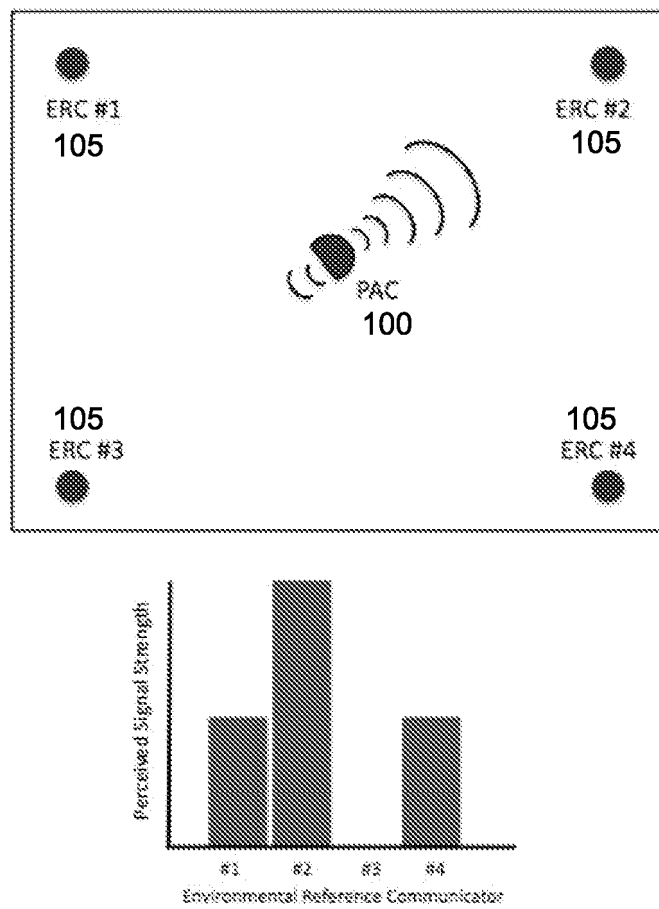 ERC #1
ERC #2
105
105
PAC
100
105
105
ERC #3
ERC #4
Perceived Signal Strength
#1
#2
#3
#4
Environmental Reference Communicator